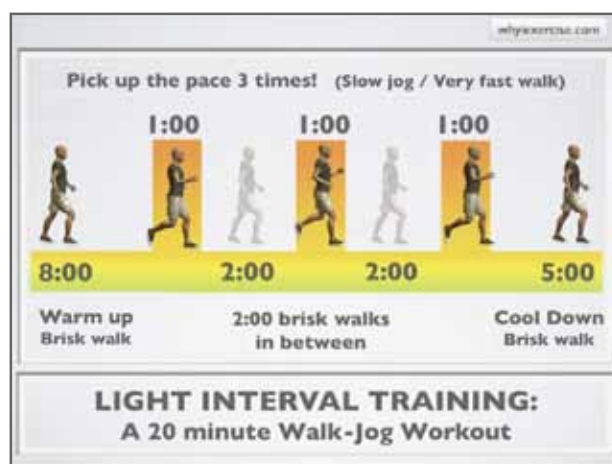 whyexercise.com
Pick up the pace 3 times! (Slow jog / Very fast walk)
1:00 1:00 1:00
8:00 2:00 2:00 5:00
Warm up
Brisk walk
2:00 brisk walks
in between
Cool Down
Brisk walk
LIGHT INTERVAL TRAINING:
A 20 minute Walk-Jog Workout